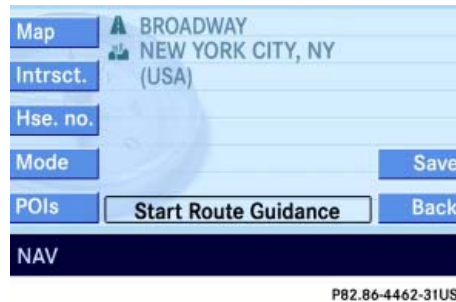 Map
BROADWAY
NEW YORK CITY, NY
Intrsct.
(USA)
Hse. no.
Mode
Save
POIs
Start Route Guidance
Back
NAV
P82.86-4462-31US